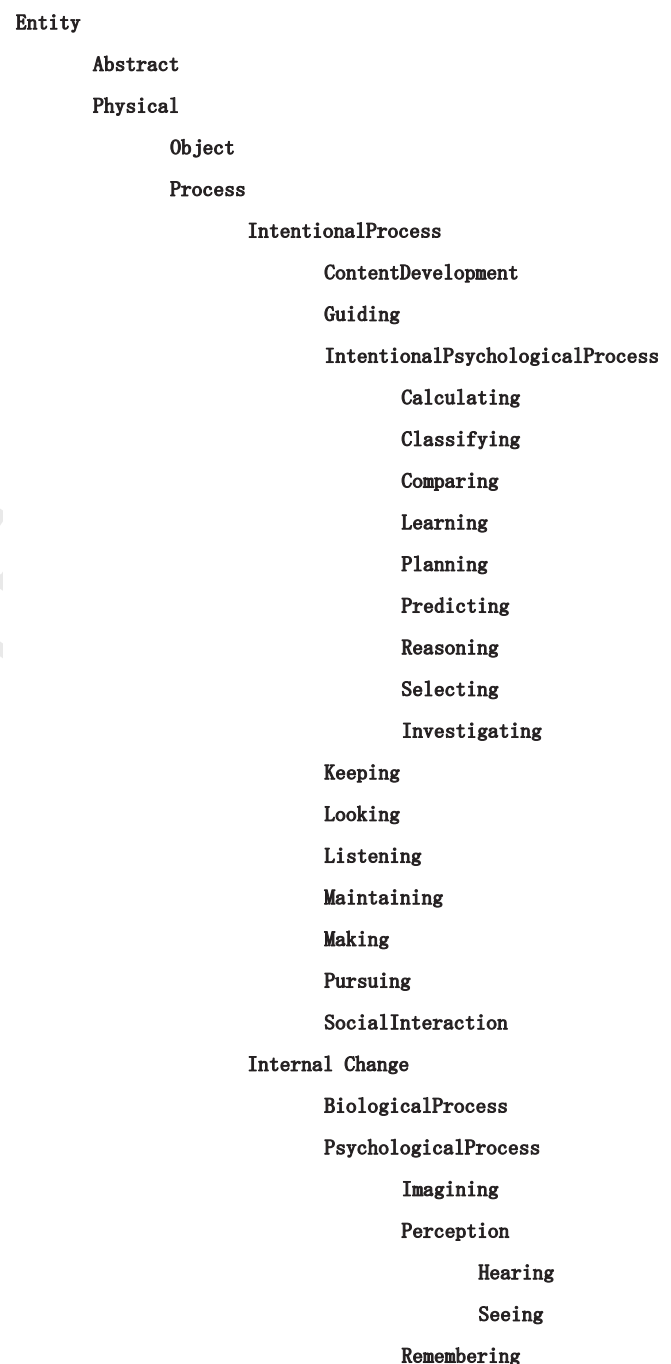 Entity
Abstract
Physical
Object
Process
IntentionalProcess
ContentDevelopment
Guiding
IntentionalPsychologicalProcess
Calculating
Classifying
Comparing
Learning
Planning
Predicting
Reasoning
Selecting
Investigating
Keeping
Looking
Listening
Maintaining
Making
Pursuing
SocialInteraction
Internal Change
BiologicalProcess
PsychologicalProcess
Imagining
Perception
Hearing
Seeing
Remembering